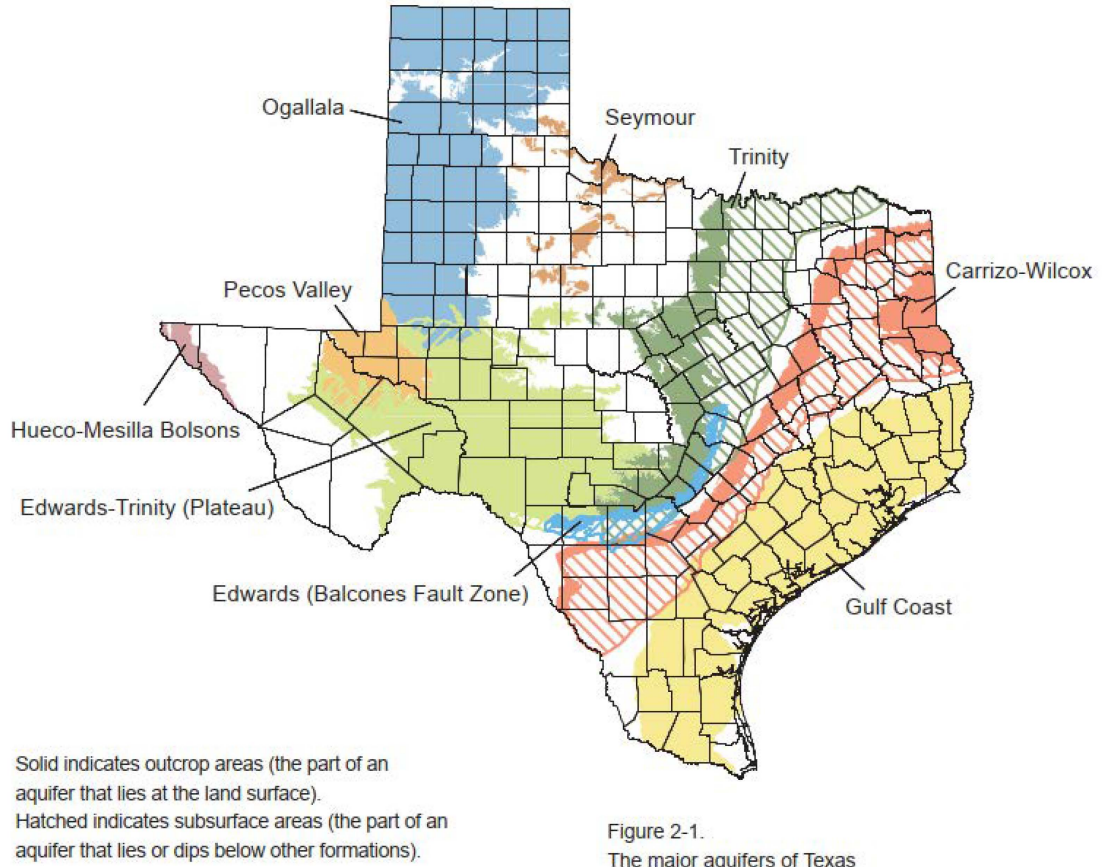 Ogallala
Seymour
Trinity
Carrizo-Wilcox
Pecos Valley
Hueco-Mesilla Bolsons
Edwards-Trinity (Plateau)
Edwards (Balcones Fault Zone)
Gulf Coast
Solid indicates outcrop areas (the part of an
aquifer that lies at the land surface).
Hatched indicates subsurface areas (the part of an
aquifer that lies or dips below other formations).
Figure 2-1.
The major aquifers of Texas